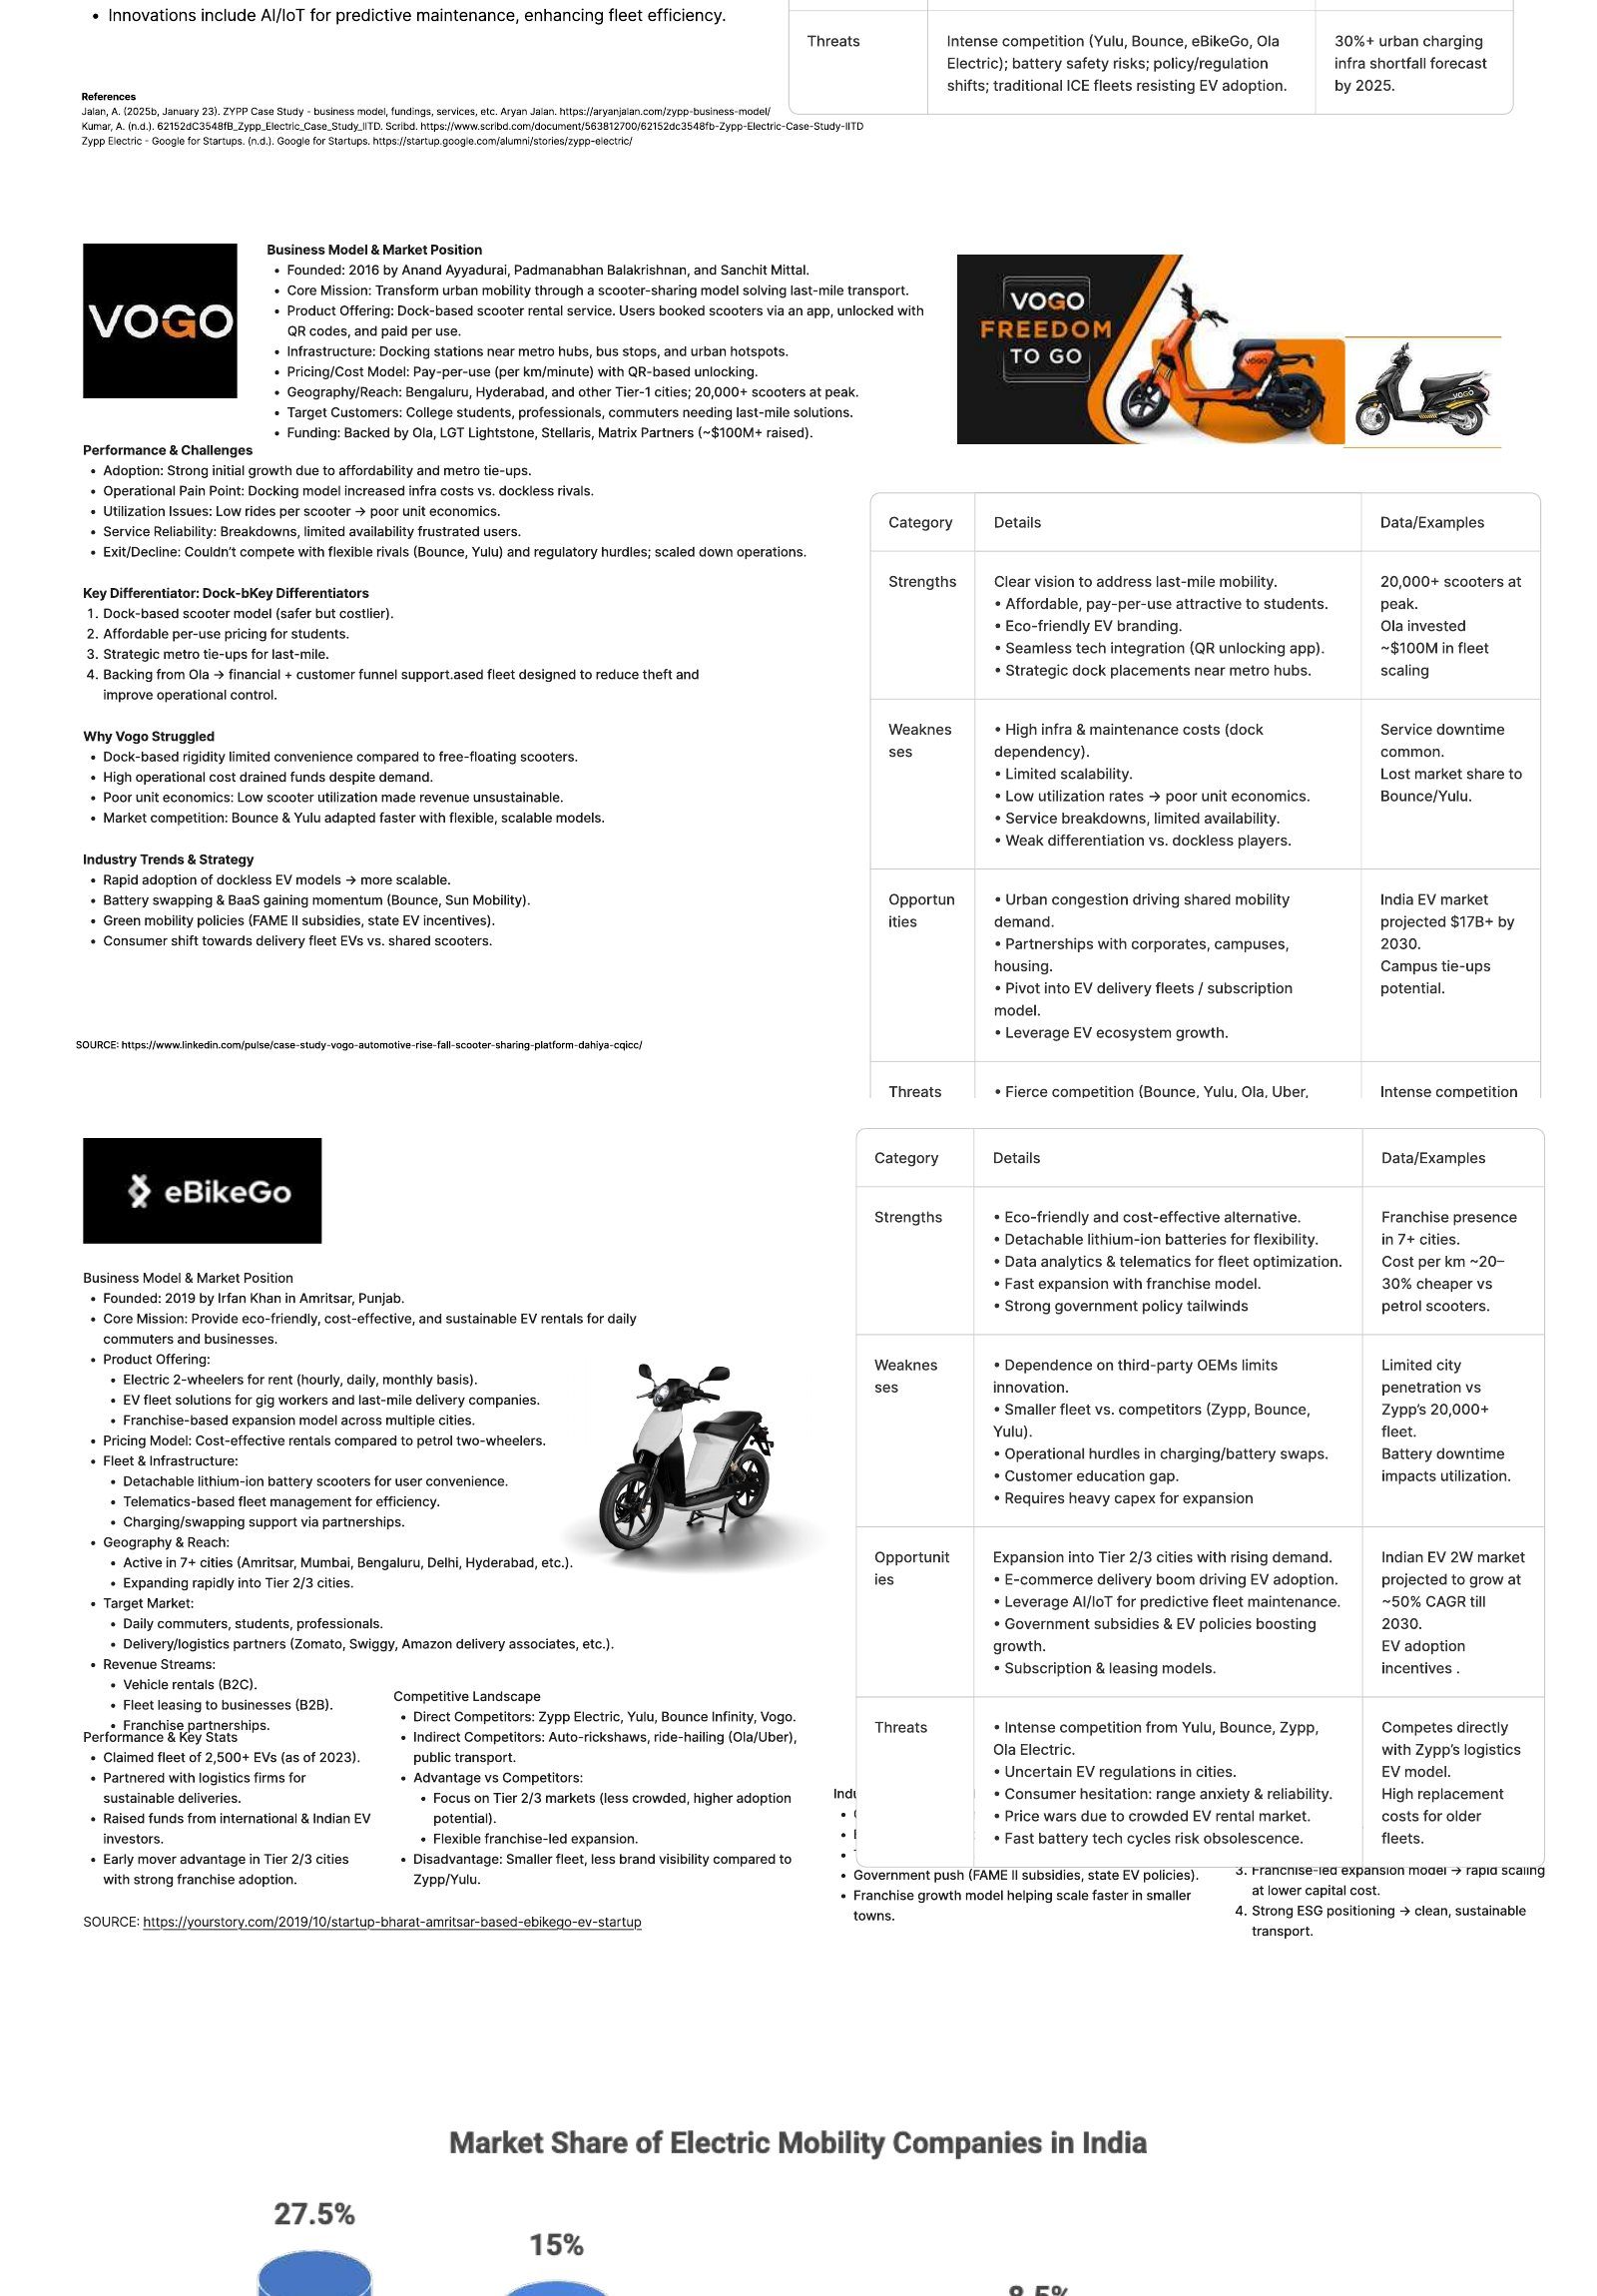 • Innovations include AI/IoT for predictive maintenance, enhancing fleet efficiency.
Threats
Intense competition (Yulu, Bounce, eBikeGo, Ola
Electric); battery safety risks; policy/regulation
shifts; traditional ICE fleets resisting EV adoption.
30%+ urban charging
infra shortfall forecast
by 2025.
References
Jalan, A. (2025b, January 23). ZYPP Case Study - business model, fundings, services, etc. Aryan Jalan. https://aryanjalan.com/zypp-business-model/
Kumar, A. (n.d.). 62152dC3548fB_Zypp_Electric_Case_Study_IITD. Scribd. https://www.scribd.com/document/563812700/62152dc3548fb-Zypp-Electric-Case-Study-IITD
Zypp Electric - Google for Startups. (n.d.). Google for Startups. https://startup.google.com/alumni/stories/zypp-electric/
VOGO
Business Model & Market Position
• Founded: 2016 by Anand Ayyadurai, Padmanabhan Balakrishnan, and Sanchit Mittal.
• Core Mission: Transform urban mobility through a scooter-sharing model solving last-mile transport.
• Product Offering: Dock-based scooter rental service. Users booked scooters via an app, unlocked with
QR codes, and paid per use.
• Infrastructure: Docking stations near metro hubs, bus stops, and urban hotspots.
• Pricing/Cost Model: Pay-per-use (per km/minute) with QR-based unlocking.
• Geography/Reach: Bengaluru, Hyderabad, and other Tier-1 cities; 20,000+ scooters at peak.
• Target Customers: College students, professionals, commuters needing last-mile solutions.
• Funding: Backed by Ola, LGT Lightstone, Stellaris, Matrix Partners (~$100M+ raised).
VOGO
FREEDOM
TO GO
VOGO
VOGO
Performance & Challenges
• Adoption: Strong initial growth due to affordability and metro tie-ups.
• Operational Pain Point: Docking model increased infra costs vs. dockless rivals.
• Utilization Issues: Low rides per scooter → poor unit economics.
• Service Reliability: Breakdowns, limited availability frustrated users.
• Exit/Decline: Couldn't compete with flexible rivals (Bounce, Yulu) and regulatory hurdles; scaled down operations.
Key Differentiator: Dock-bKey Differentiators
1. Dock-based scooter model (safer but costlier).
2. Affordable per-use pricing for students.
3. Strategic metro tie-ups for last-mile.
4. Backing from Ola → financial + customer funnel support.ased fleet designed to reduce theft and
improve operational control.
Why Vogo Struggled
• Dock-based rigidity limited convenience compared to free-floating scooters.
• High operational cost drained funds despite demand.
• Poor unit economics: Low scooter utilization made revenue unsustainable.
• Market competition: Bounce & Yulu adapted faster with flexible, scalable models.
Industry Trends & Strategy
• Rapid adoption of dockless EV models → more scalable.
• Battery swapping & BaaS gaining momentum (Bounce, Sun Mobility).
• Green mobility policies (FAME II subsidies, state EV incentives).
• Consumer shift towards delivery fleet EVs vs. shared scooters.
SOURCE: https://www.linkedin.com/pulse/case-study-vogo-automotive-rise-fall-scooter-sharing-platform-dahiya-cqicc/
Category
Details
Data/Examples
Strengths
Clear vision to address last-mile mobility.
• Affordable, pay-per-use attractive to students.
• Eco-friendly EV branding.
• Seamless tech integration (QR unlocking app).
• Strategic dock placements near metro hubs.
20,000+ scooters at
peak.
Ola invested
~$100M in fleet
scaling
Weaknes
ses
• High infra & maintenance costs (dock
dependency).
• Limited scalability.
• Low utilization rates → poor unit economics.
• Service breakdowns, limited availability.
• Weak differentiation vs. dockless players.
Service downtime
common.
Lost market share to
Bounce/Yulu.
Opportun
ities
• Urban congestion driving shared mobility
demand.
• Partnerships with corporates, campuses,
housing.
• Pivot into EV delivery fleets / subscription
model.
• Leverage EV ecosystem growth.
India EV market
projected $17B+ by
2030.
Campus tie-ups
potential.
Threats
• Fierce competition (Bounce, Yulu, Ola, Uber,
Intense competition
eBikeGo
Business Model & Market Position
• Founded: 2019 by Irfan Khan in Amritsar, Punjab.
• Core Mission: Provide eco-friendly, cost-effective, and sustainable EV rentals for daily
commuters and businesses.
• Product Offering:
• Electric 2-wheelers for rent (hourly, daily, monthly basis).
• EV fleet solutions for gig workers and last-mile delivery companies.
• Franchise-based expansion model across multiple cities.
• Pricing Model: Cost-effective rentals compared to petrol two-wheelers.
• Fleet & Infrastructure:
• Detachable lithium-ion battery scooters for user convenience.
• Telematics-based fleet management for efficiency.
• Charging/swapping support via partnerships.
• Geography & Reach:
• Active in 7+ cities (Amritsar, Mumbai, Bengaluru, Delhi, Hyderabad, etc.).
• Expanding rapidly into Tier 2/3 cities.
• Target Market:
• Daily commuters, students, professionals.
• Delivery/logistics partners (Zomato, Swiggy, Amazon delivery associates, etc.).
• Revenue Streams:
• Vehicle rentals (B2C).
• Fleet leasing to businesses (B2B).
• Franchise partnerships.
Performance & Key Stats
• Claimed fleet of 2,500+ EVs (as of 2023).
• Partnered with logistics firms for
sustainable deliveries.
• Raised funds from international & Indian EV
investors.
• Early mover advantage in Tier 2/3 cities
with strong franchise adoption.
Competitive Landscape
• Direct Competitors: Zypp Electric, Yulu, Bounce Infinity, Vogo.
• Indirect Competitors: Auto-rickshaws, ride-hailing (Ola/Uber),
public transport.
• Advantage vs Competitors:
• Focus on Tier 2/3 markets (less crowded, higher adoption
potential).
• Flexible franchise-led expansion.
• Disadvantage: Smaller fleet, less brand visibility compared to
Zypp/Yulu.
SOURCE: https://yourstory.com/2019/10/startup-bharat-amritsar-based-ebikego-ev-startup
Category
Details
Data/Examples
Strengths
• Eco-friendly and cost-effective alternative.
• Detachable lithium-ion batteries for flexibility.
• Data analytics & telematics for fleet optimization.
• Fast expansion with franchise model.
• Strong government policy tailwinds
Franchise presence
in 7+ cities.
Cost per km ~20–
30% cheaper vs
petrol scooters.
Weaknes
ses
• Dependence on third-party OEMs limits
innovation.
• Smaller fleet vs. competitors (Zypp, Bounce,
Yulu).
• Operational hurdles in charging/battery swaps.
• Customer education gap.
• Requires heavy capex for expansion
Limited city
penetration vs
Zypp's 20,000+
fleet.
Battery downtime
impacts utilization.
Opportunit
ies
Expansion into Tier 2/3 cities with rising demand.
• E-commerce delivery boom driving EV adoption.
• Leverage AI/IoT for predictive fleet maintenance.
• Government subsidies & EV policies boosting
growth.
• Subscription & leasing models.
Indian EV 2W market
projected to grow at
~50% CAGR till
2030.
EV adoption
incentives .
Threats
• Intense competition from Yulu, Bounce, Zypp,
Ola Electric.
• Uncertain EV regulations in cities.
• Consumer hesitation: range anxiety & reliability.
• Price wars due to crowded EV rental market.
• Fast battery tech cycles risk obsolescence.
Competes directly
with Zypp's logistics
EV model.
High replacement
costs for older
fleets.
• Government push (FAME II subsidies, state EV policies).
• Franchise growth model helping scale faster in smaller
towns.
3. Franchise-led expansion model → rapid scaling
at lower capital cost.
4. Strong ESG positioning → clean, sustainable
transport.
Market Share of Electric Mobility Companies in India
27.5%
15%
8.5%